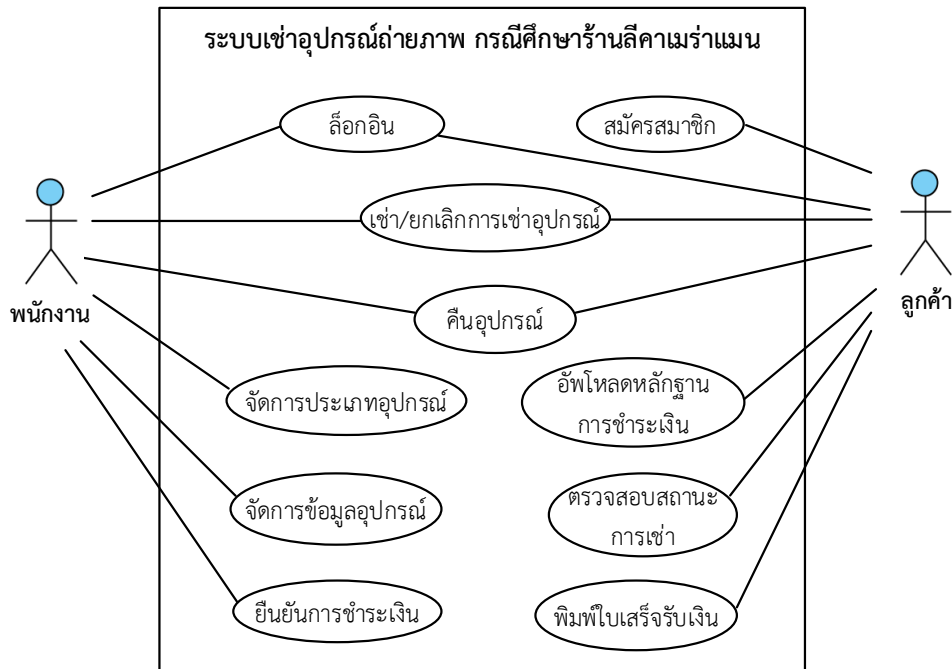 ระบบเช่าอุปกรณ์ถ่ายภาพ กรณีศึกษาร้านลีคาเมร่าแมน
ล็อกอิน
สมัครสมาชิก
เช่า/ยกเลิกการเช่าอุปกรณ์
พนักงาน
ลูกค้า
คืนอุปกรณ์
จัดการประเภทอุปกรณ์
อัพโหลดหลักฐาน
การชำระเงิน
จัดการข้อมูลอุปกรณ์
ตรวจสอบสถานะ
การเช่า
ยืนยันการชำระเงิน
พิมพ์ใบเสร็จรับเงิน